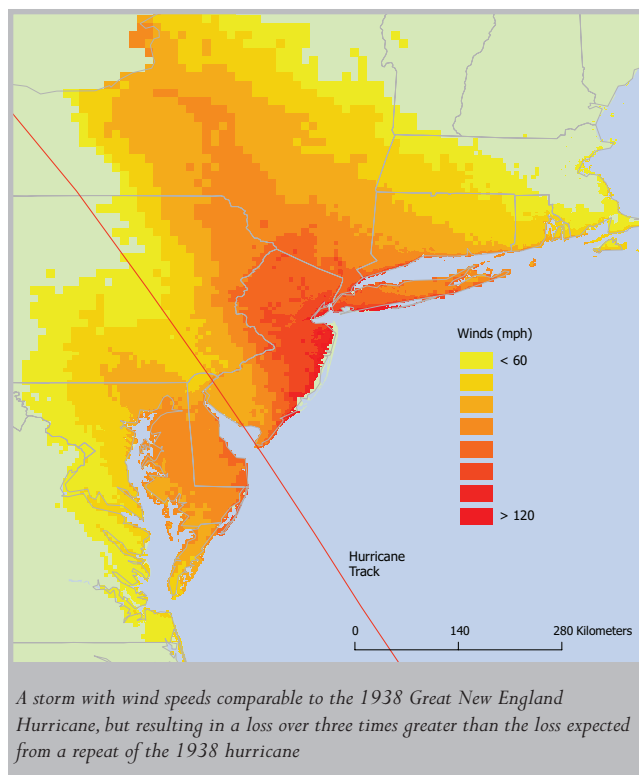 Winds (mph)
< 60
> 120
Hurricane
Track
0 140 280 Kilometers
A storm with wind speeds comparable to the 1938 Great New England
Hurricane, but resulting in a loss over three times greater than the loss expected
from a repeat of the 1938 hurricane